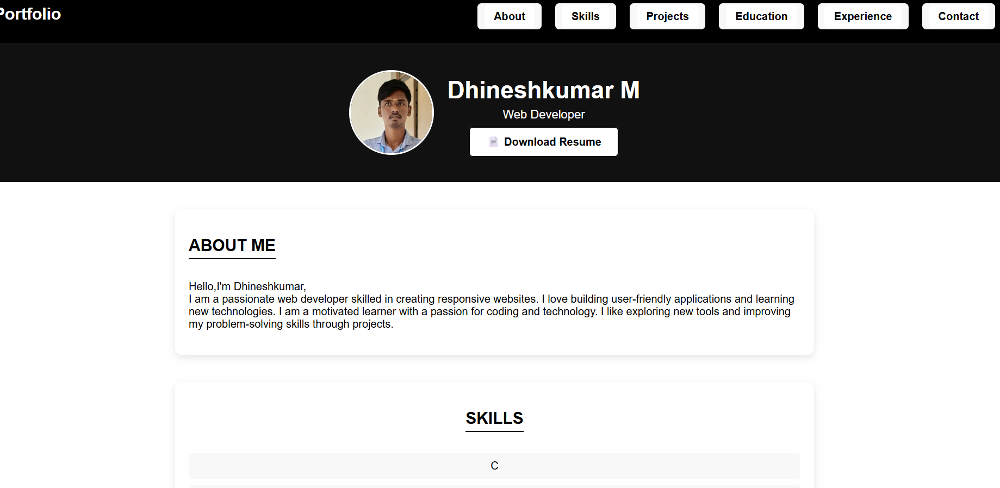 Portfolio
About Skills Projects Education Experience Contact
Dhineshkumar M
Web Developer
Download Resume
ABOUT ME
Hello,I'm Dhineshkumar,
I am a passionate web developer skilled in creating responsive websites. I love building user-friendly applications and learning
new technologies. I am a motivated learner with a passion for coding and technology. I like exploring new tools and improving
my problem-solving skills through projects.
SKILLS
C